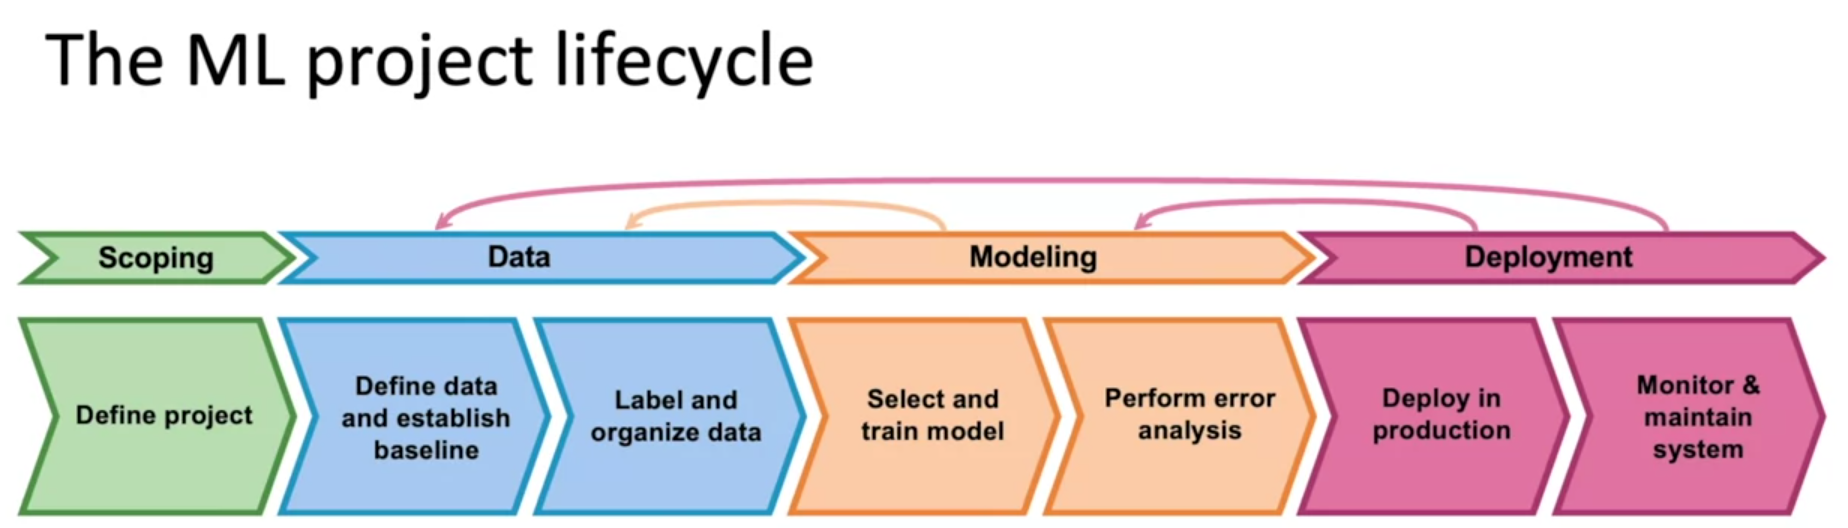 The ML project lifecycle
Scoping
Data
Modeling
Deployment
Define project
Define data
and establish
baseline
Label and
organize data
Select and
train model
Perform error
analysis
Deploy in
production
Monitor &
maintain
system